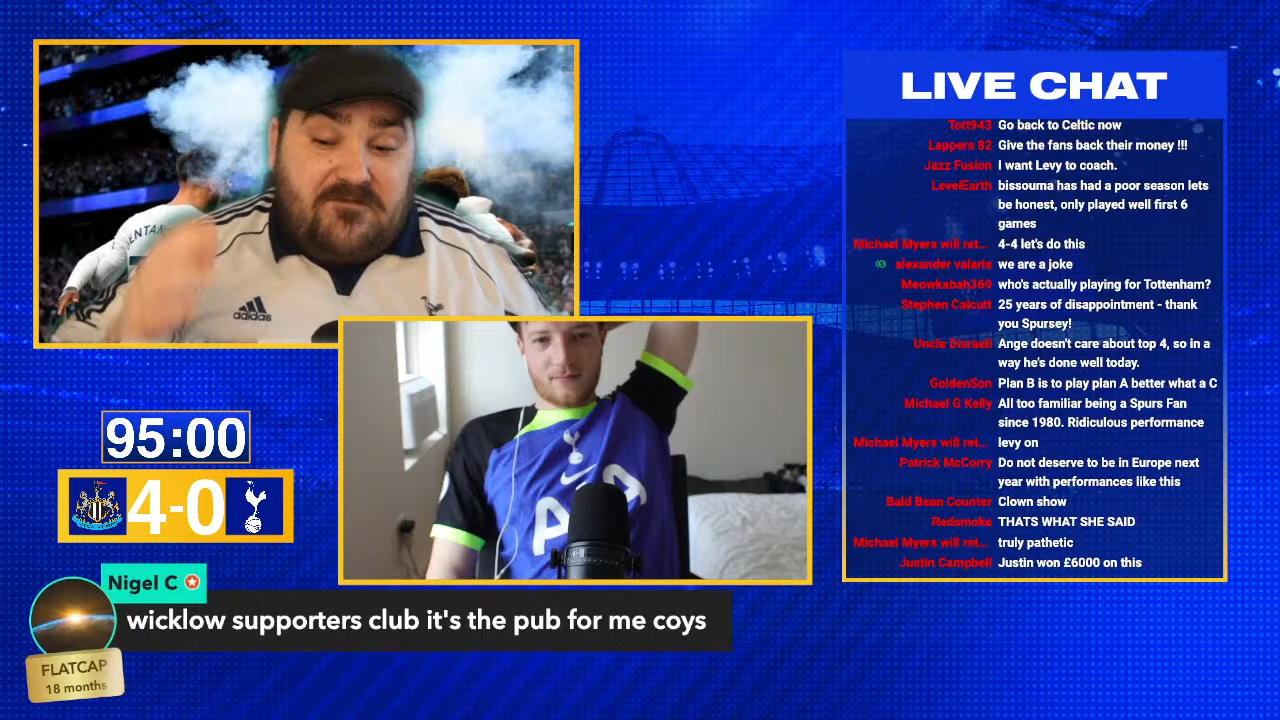 LIVE CHAT
Tott943 Go back to Celtic now
Lappers 82 Give the fans back their money !!!
Jazz Fusion I want Levy to coach.
LevelEarth bissouma has had a poor season lets
be honest, only played well first 6
games
Michael Myers will ret... 4-4 let's do this
alexander valaris we are a joke
Meowkabah369 who's actually playing for Tottenham?
Stephen Calcutt 25 years of disappointment - thank
you Spursey!
Uncle Disraeli Ange doesn't care about top 4, so in a
way he's done well today.
GoldenSon Plan B is to play plan A better what a C
Michael G Kelly All too familiar being a Spurs Fan
since 1980. Ridiculous performance
Michael Myers will ret... levy on
Patrick McCorry Do not deserve to be in Europe next
year with performances like this
Bald Bean Counter Clown show
Redsmoke THATS WHAT SHE SAID
Michael Myers will ret... truly pathetic
Justin Campbell Justin won £6000 on this
adidas
AIA
95:00
4-0
Nigel C
wicklow supporters club it's the pub for me coys
FLATCAP
18 months